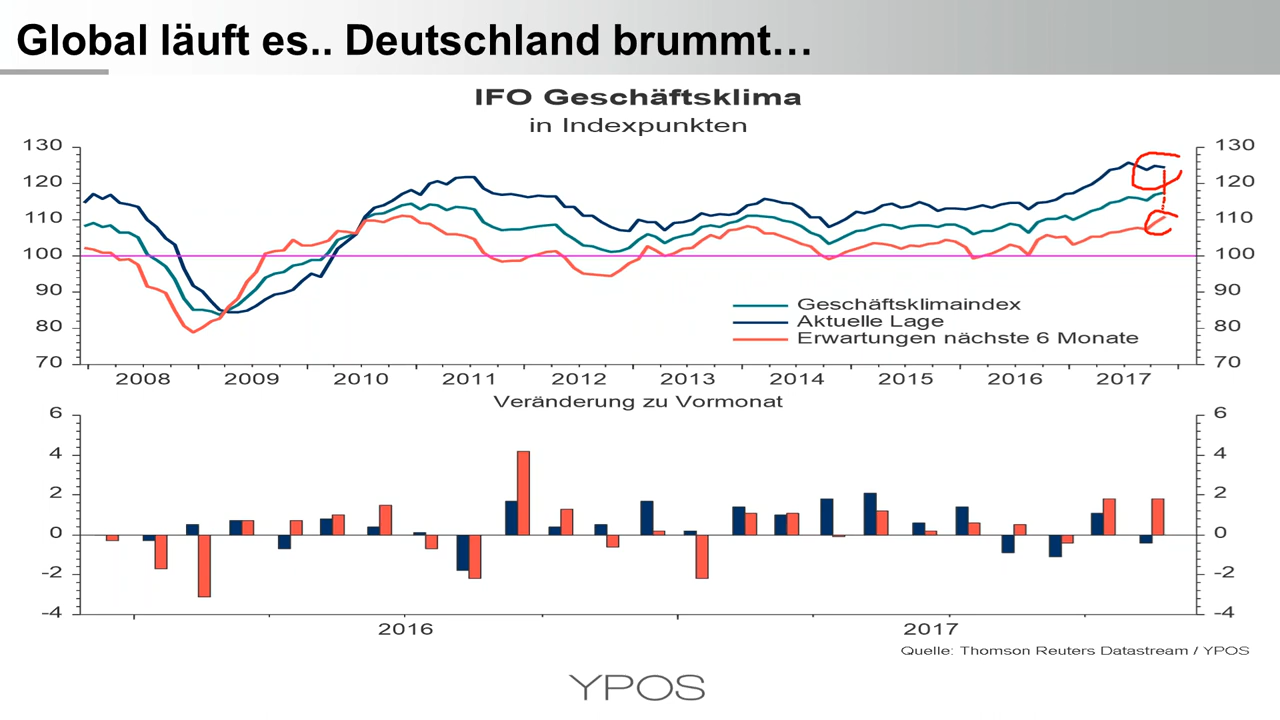 Global läuft es.. Deutschland brummt…
IFO Geschäftsklima
in Indexpunkten
130 130
120 120
110 110
100 100
90 90
80 80
70 70
Geschäftsklimaindex
Aktuelle Lage
Erwartungen nächste 6 Monate
2008 2009 2010 2011 2012 2013 2014 2015 2016 2017
Veränderung zu Vormonat
6 6
4 4
2 2
0 0
-2 -2
-4 -4
2016 2017
Quelle: Thomson Reuters Datastream / YPOS
YPOS